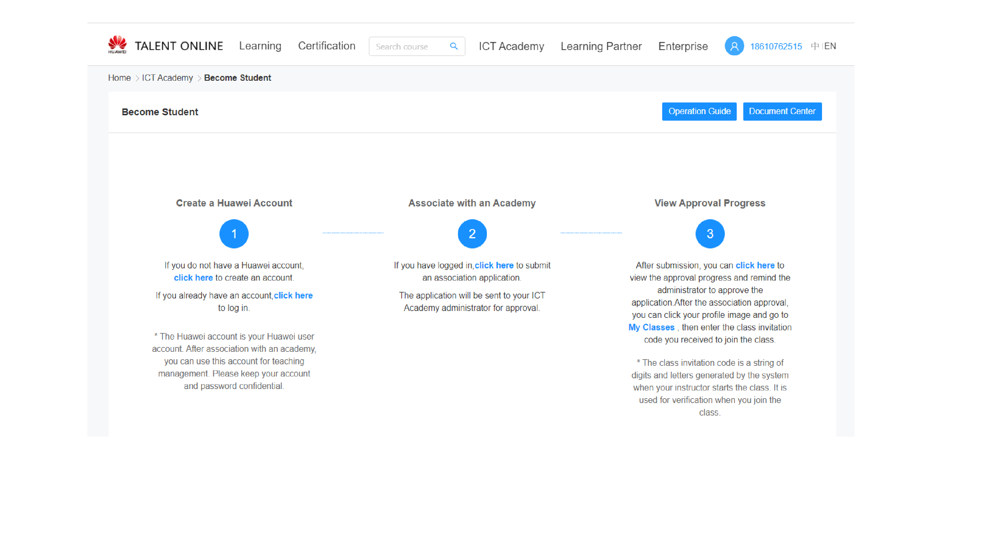 HUAWEI
TALENT ONLINE Learning Certification Search course ICT Academy Learning Partner Enterprise 18610762515 中 | EN
Home > ICT Academy > Become Student
Become Student
Operation Guide Document Center
Create a Huawei Account
1
If you do not have a Huawei account,
click here to create an account.
If you already have an account,click here
to log in.
* The Huawei account is your Huawei user
account. After association with an academy,
you can use this account for teaching
management. Please keep your account
and password confidential.
Associate with an Academy
2
If you have logged in,click here to submit
an association application.
The application will be sent to your ICT
Academy administrator for approval.
View Approval Progress
3
After submission, you can click here to
view the approval progress and remind the
administrator to approve the
application.After the association approval,
you can click your profile image and go to
My Classes , then enter the class invitation
code you received to join the class.
* The class invitation code is a string of
digits and letters generated by the system
when your instructor starts the class. It is
used for verification when you join the
class.